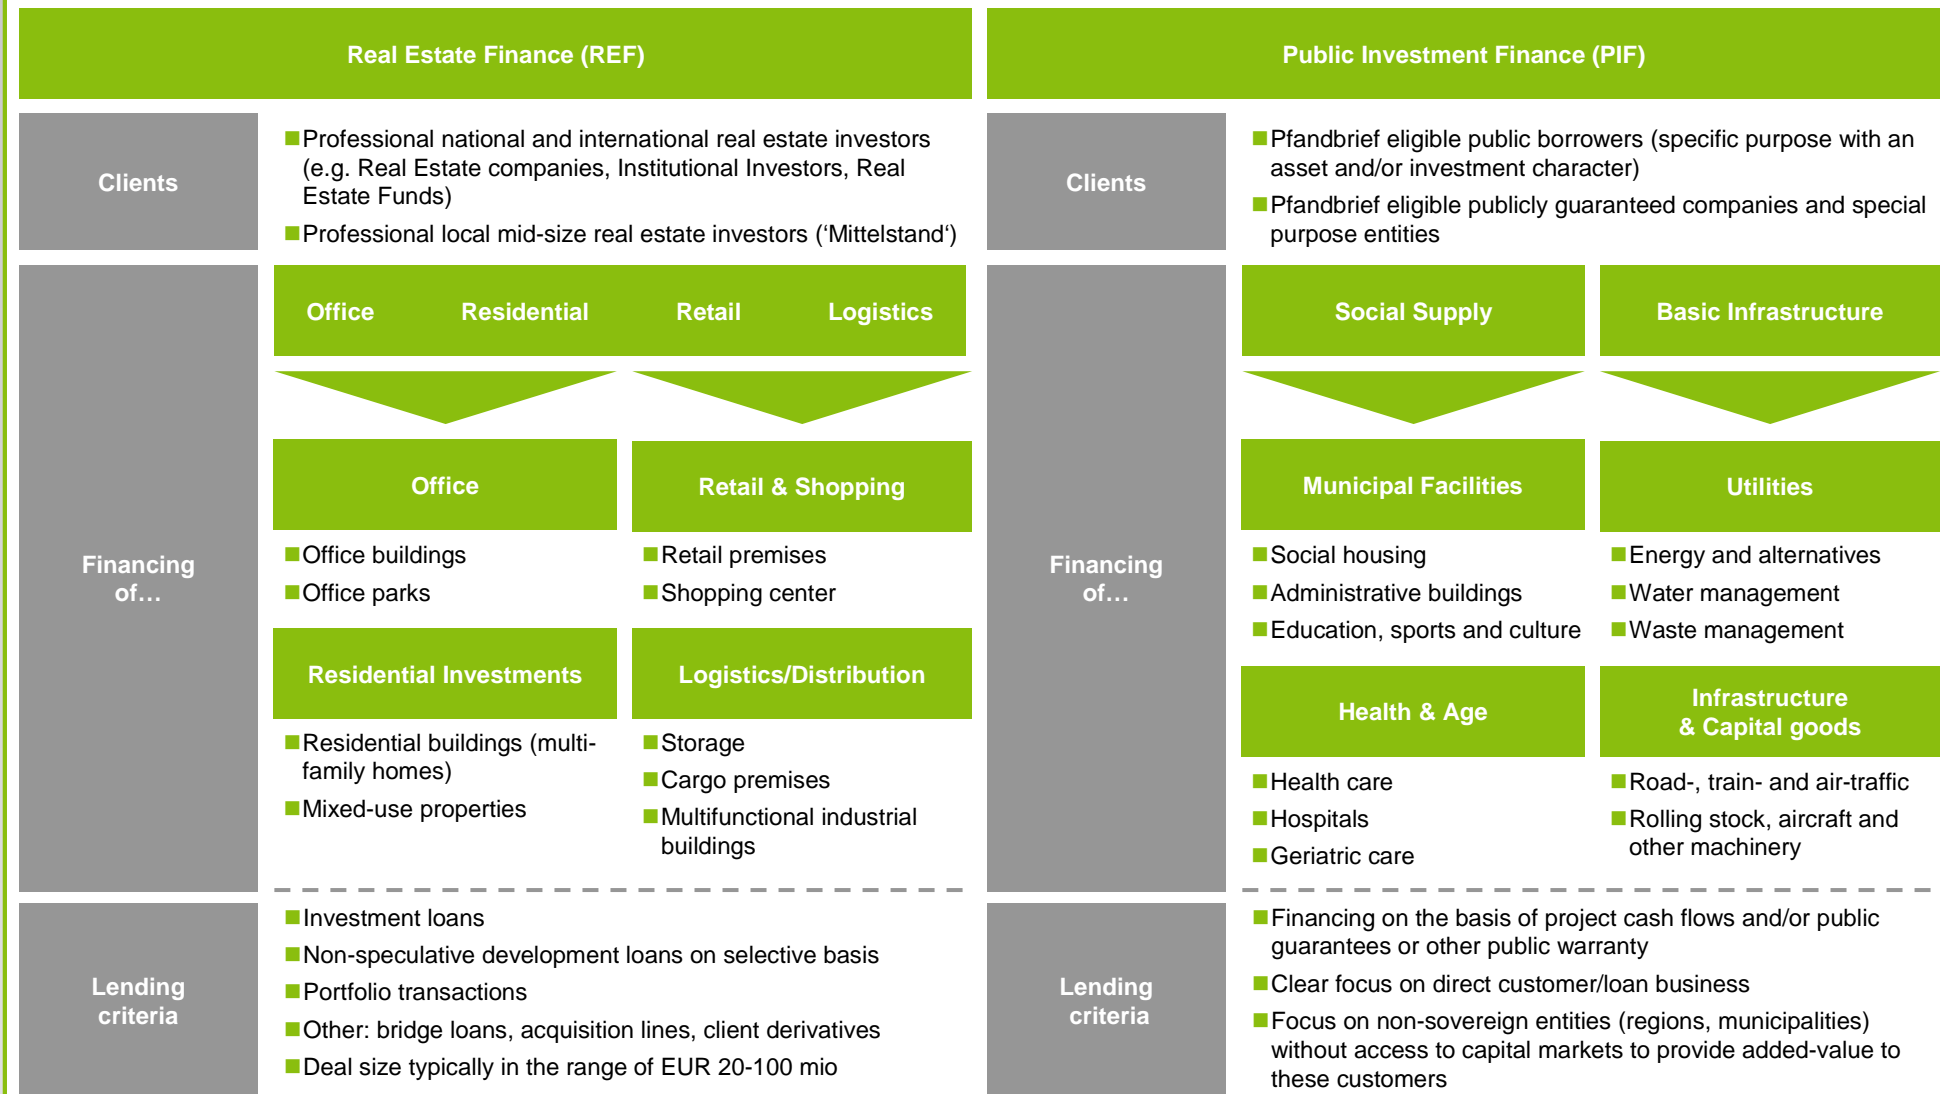 Real Estate Finance (REF)
Clients
■Professional national and international real estate investors
(e.g. Real Estate companies, Institutional Investors, Real
Estate Funds)
■Professional local mid-size real estate investors (‘Mittelstand‘)
Financing
of…
Office Residential Retail Logistics
Office
■Office buildings
■Office parks
Retail & Shopping
■Retail premises
■Shopping center
Residential Investments
■Residential buildings (multi-
family homes)
■Mixed-use properties
Logistics/Distribution
■Storage
■Cargo premises
■Multifunctional industrial
buildings
Lending
criteria
■Investment loans
■Non-speculative development loans on selective basis
■Portfolio transactions
■Other: bridge loans, acquisition lines, client derivatives
■Deal size typically in the range of EUR 20-100 mio
Public Investment Finance (PIF)
Clients
■Pfandbrief eligible public borrowers (specific purpose with an
asset and/or investment character)
■Pfandbrief eligible publicly guaranteed companies and special
purpose entities
Financing
of…
Social Supply
Basic Infrastructure
Municipal Facilities
■Social housing
■Administrative buildings
■Education, sports and culture
Utilities
■Energy and alternatives
■Water management
■Waste management
Health & Age
■Health care
■Hospitals
■Geriatric care
Infrastructure
& Capital goods
■Road-, train- and air-traffic
■Rolling stock, aircraft and
other machinery
Lending
criteria
■Financing on the basis of project cash flows and/or public
guarantees or other public warranty
■Clear focus on direct customer/loan business
■Focus on non-sovereign entities (regions, municipalities)
without access to capital markets to provide added-value to
these customers